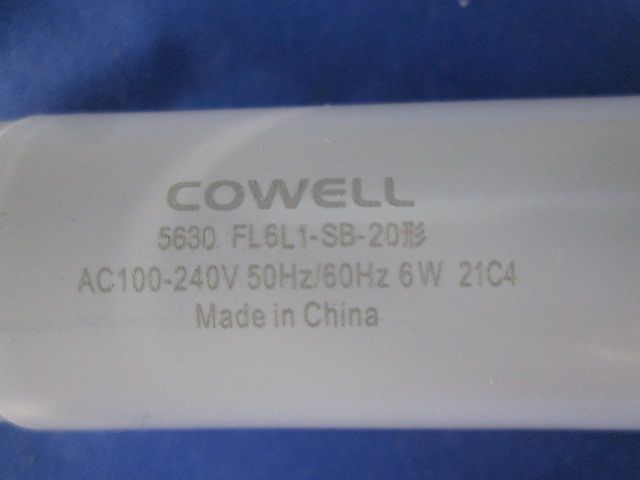 COWELL
5630 FL6L1-SB-20形
AC100-240V 50Hz/60Hz 6W 21C4
Made in China